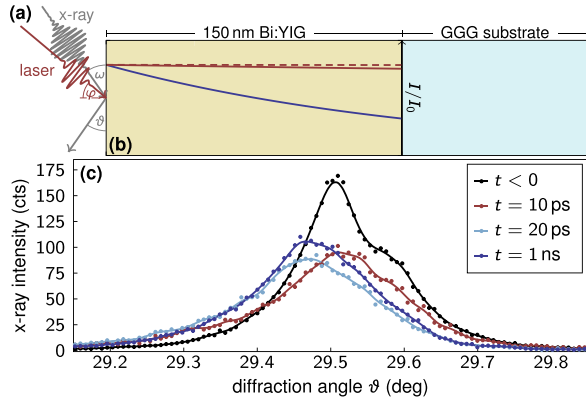 (a)
x-ray
laser
ω
φ
ϑ
150 nm Bi:YIG
GGG substrate
I/I₀
(b)
(c)
x-ray intensity (cts)
175
150
125
100
75
50
25
0
t < 0
t = 10 ps
t = 20 ps
t = 1 ns
29.2 29.3 29.4 29.5 29.6 29.7 29.8
diffraction angle ϑ (deg)